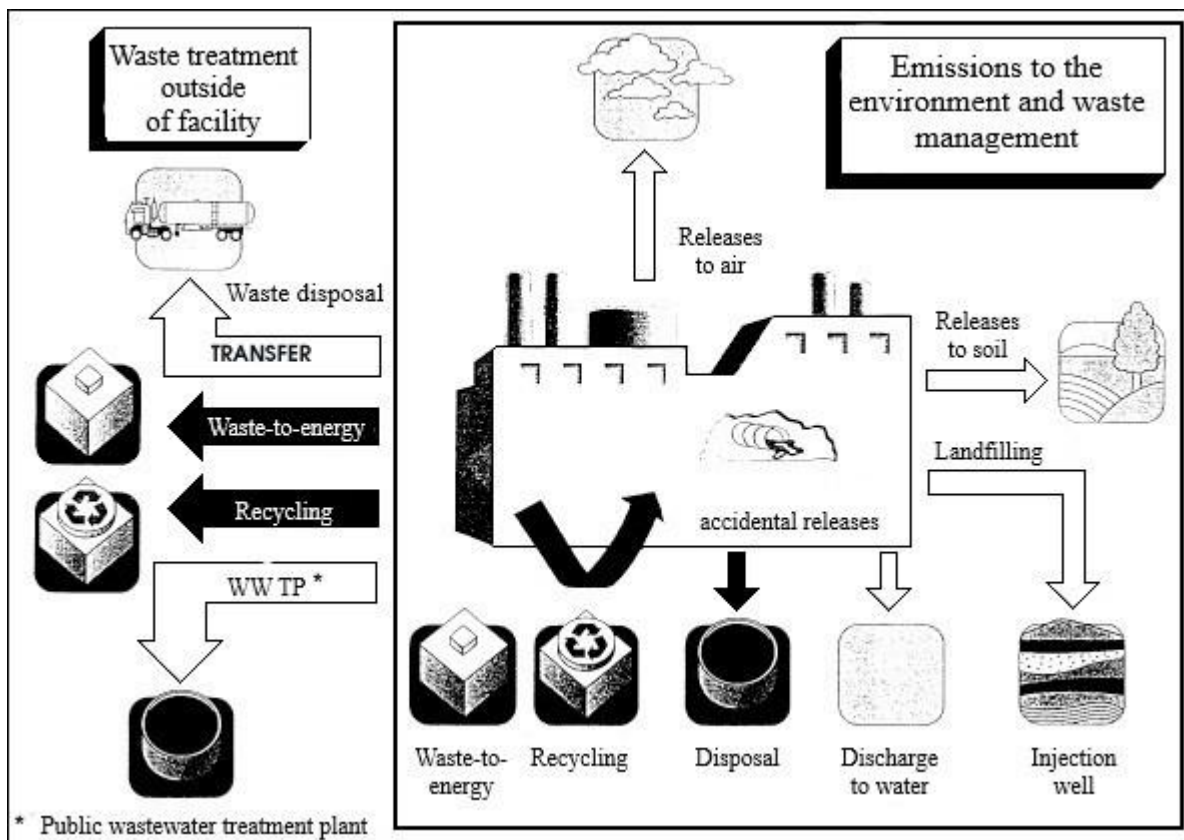 Waste treatment
outside
of facility
Waste disposal
TRANSFER
Waste-to-energy
Recycling
WW TP *
* Public wastewater treatment plant
Emissions to the
environment and waste
management
Releases
to air
Releases
to soil
Landfilling
accidental releases
Waste-to-
energy
Recycling
Disposal
Discharge
to water
Injection
well